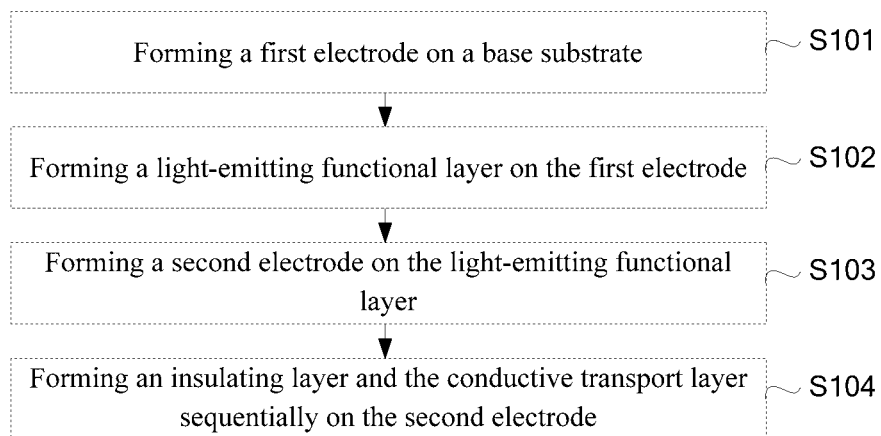 Forming a first electrode on a base substrate
S101
Forming a light-emitting functional layer on the first electrode
S102
Forming a second electrode on the light-emitting functional
layer
S103
Forming an insulating layer and the conductive transport layer
sequentially on the second electrode
S104